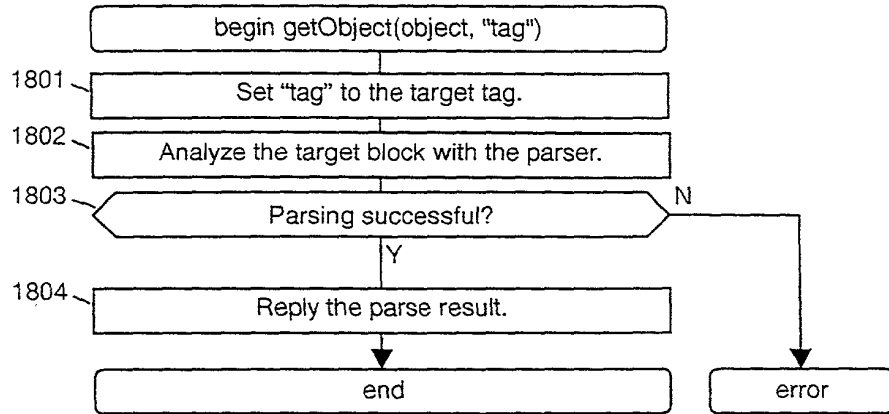 begin getObject(object, "tag")
1801
Set "tag" to the target tag.
1802
Analyze the target block with the parser.
1803
Parsing successful?
N
Y
1804
Reply the parse result.
end
error